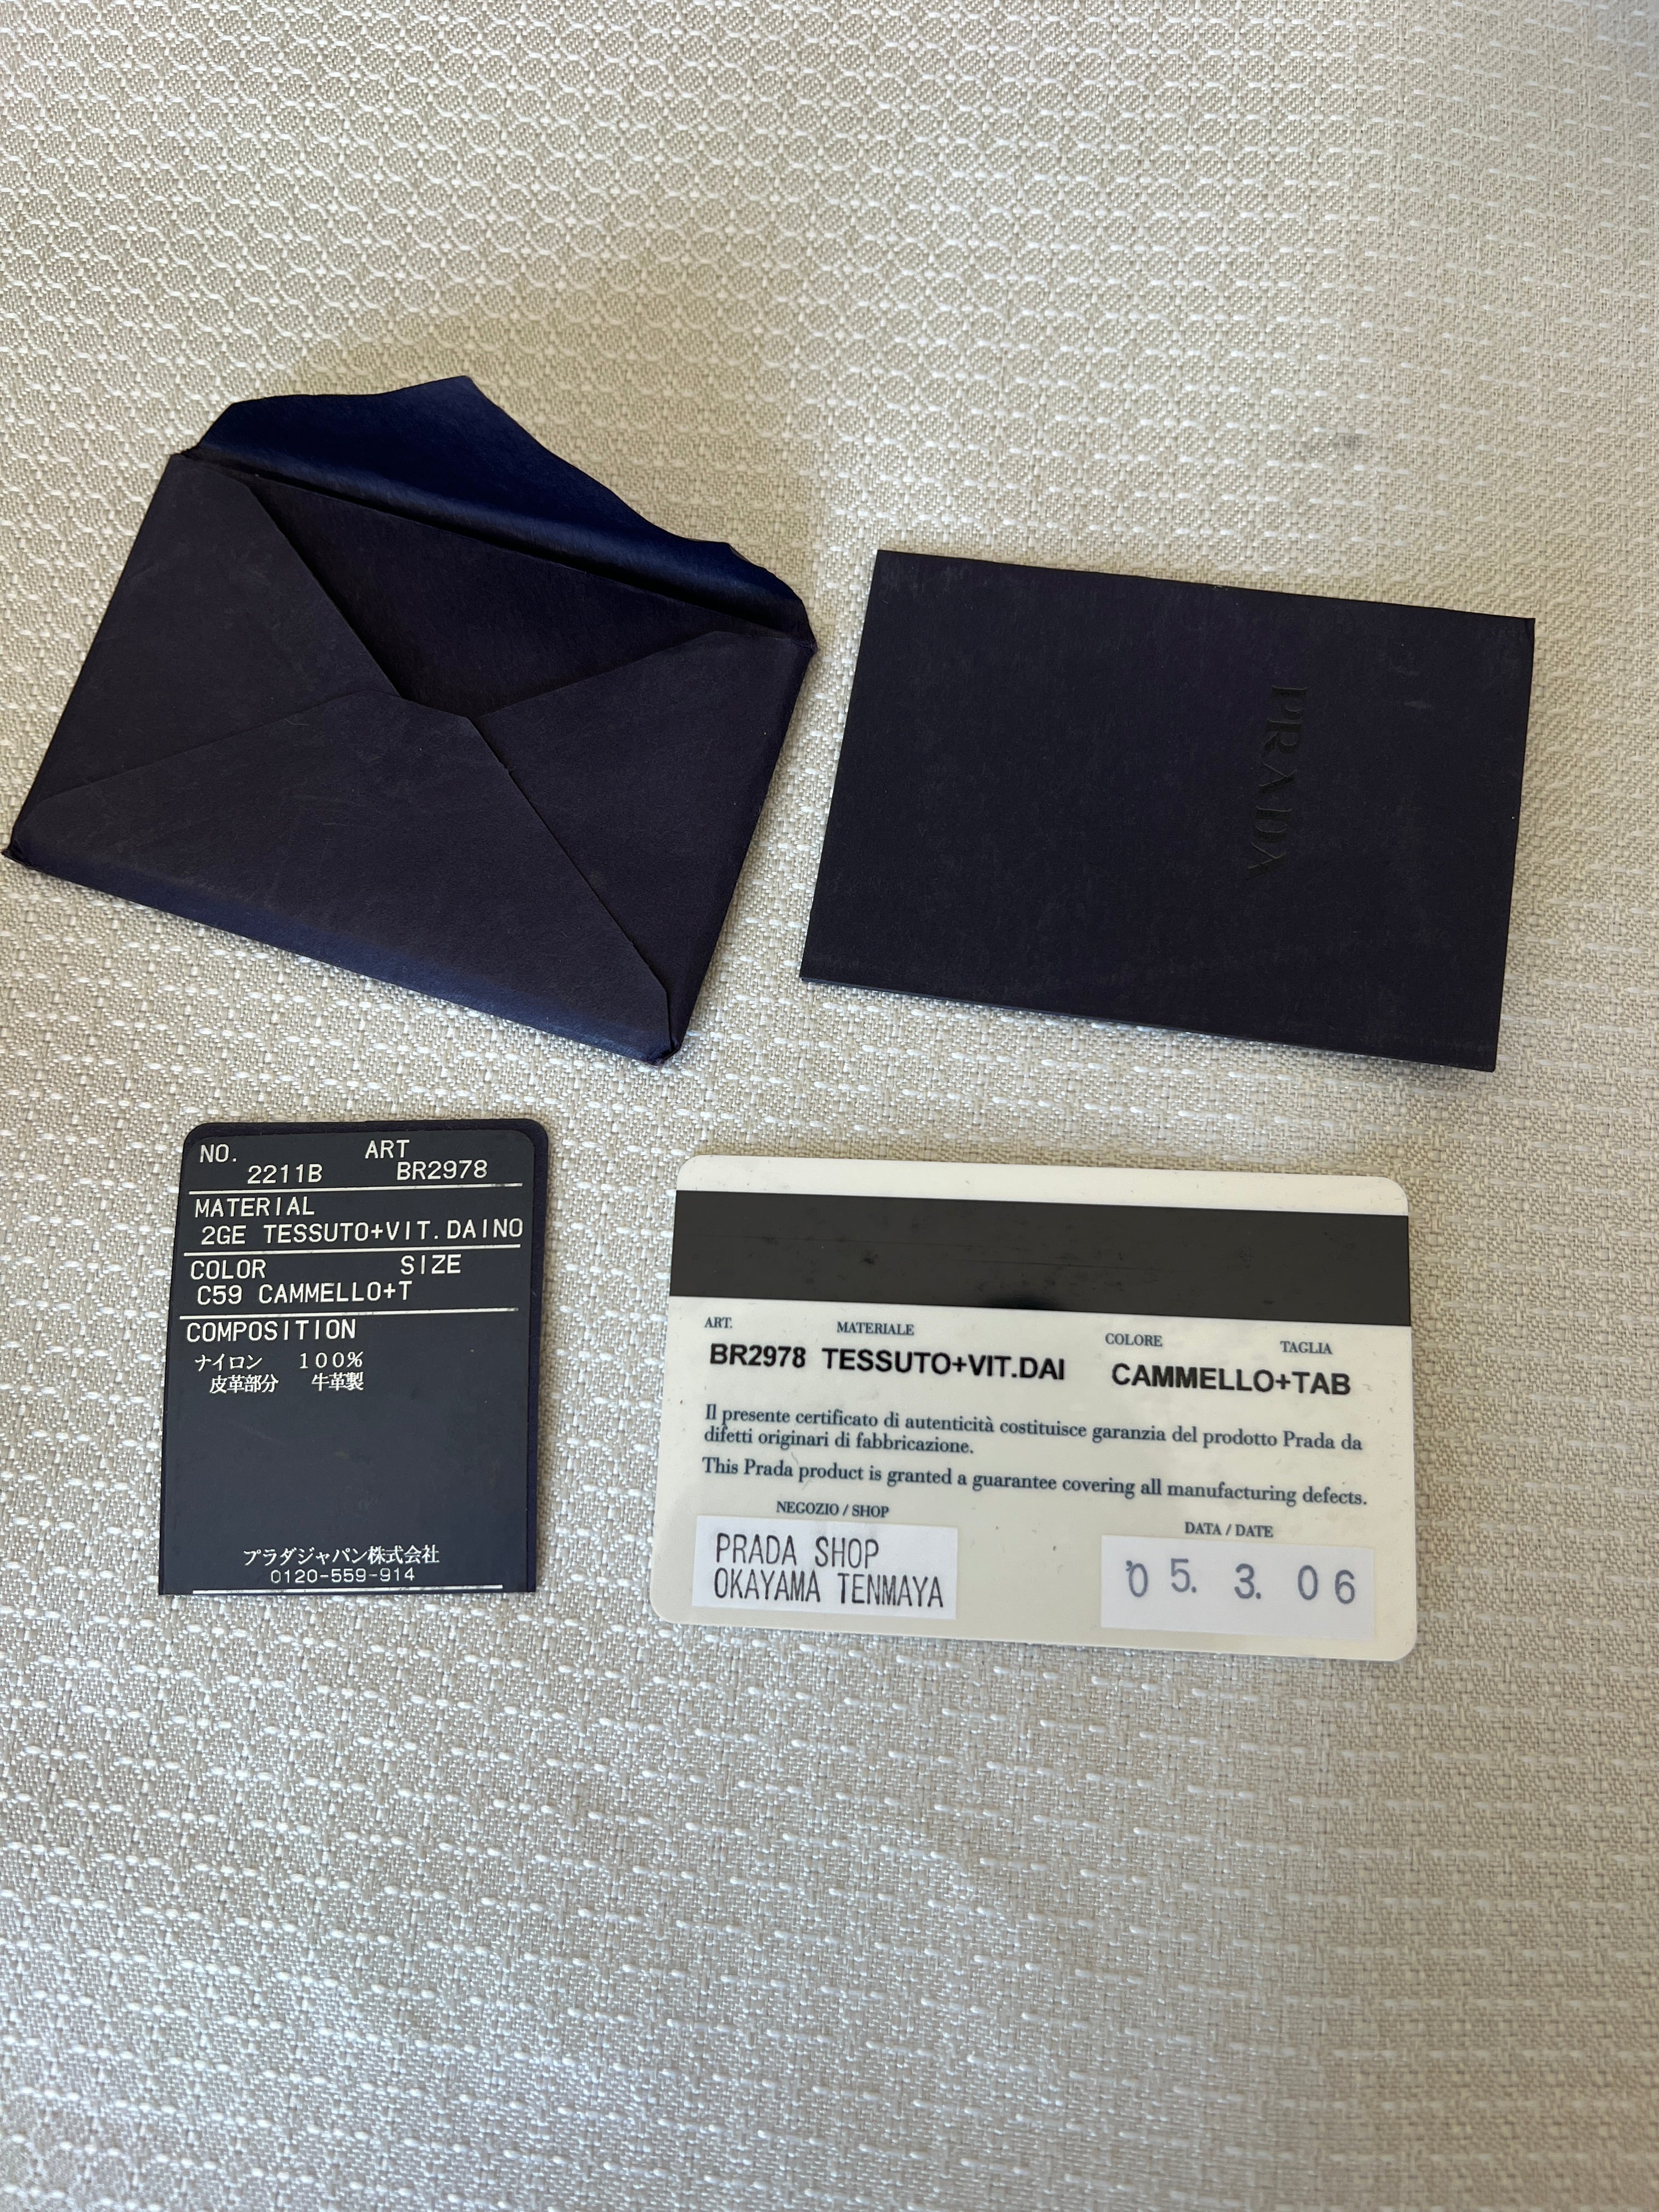 PRADA
NO. ART
2211B BR2978
MATERIAL
2GE TESSUTO+VIT.DAINO
COLOR SIZE
C59 CAMMELLO+T
COMPOSITION
ナイロン 100%
皮革部分 牛革製
プラダジャパン株式会社
0120-559-914
ART. MATERIALE COLORE TAGLIA
BR2978 TESSUTO+VIT.DAI CAMMELLO+TAB
Il presente certificato di autenticità costituisce garanzia del prodotto Prada da
difetti originari di fabbricazione.
This Prada product is granted a guarantee covering all manufacturing defects.
NEGOZIO / SHOP
PRADA SHOP
OKAYAMA TENMAYA
DATA / DATE
'05. 3. 06